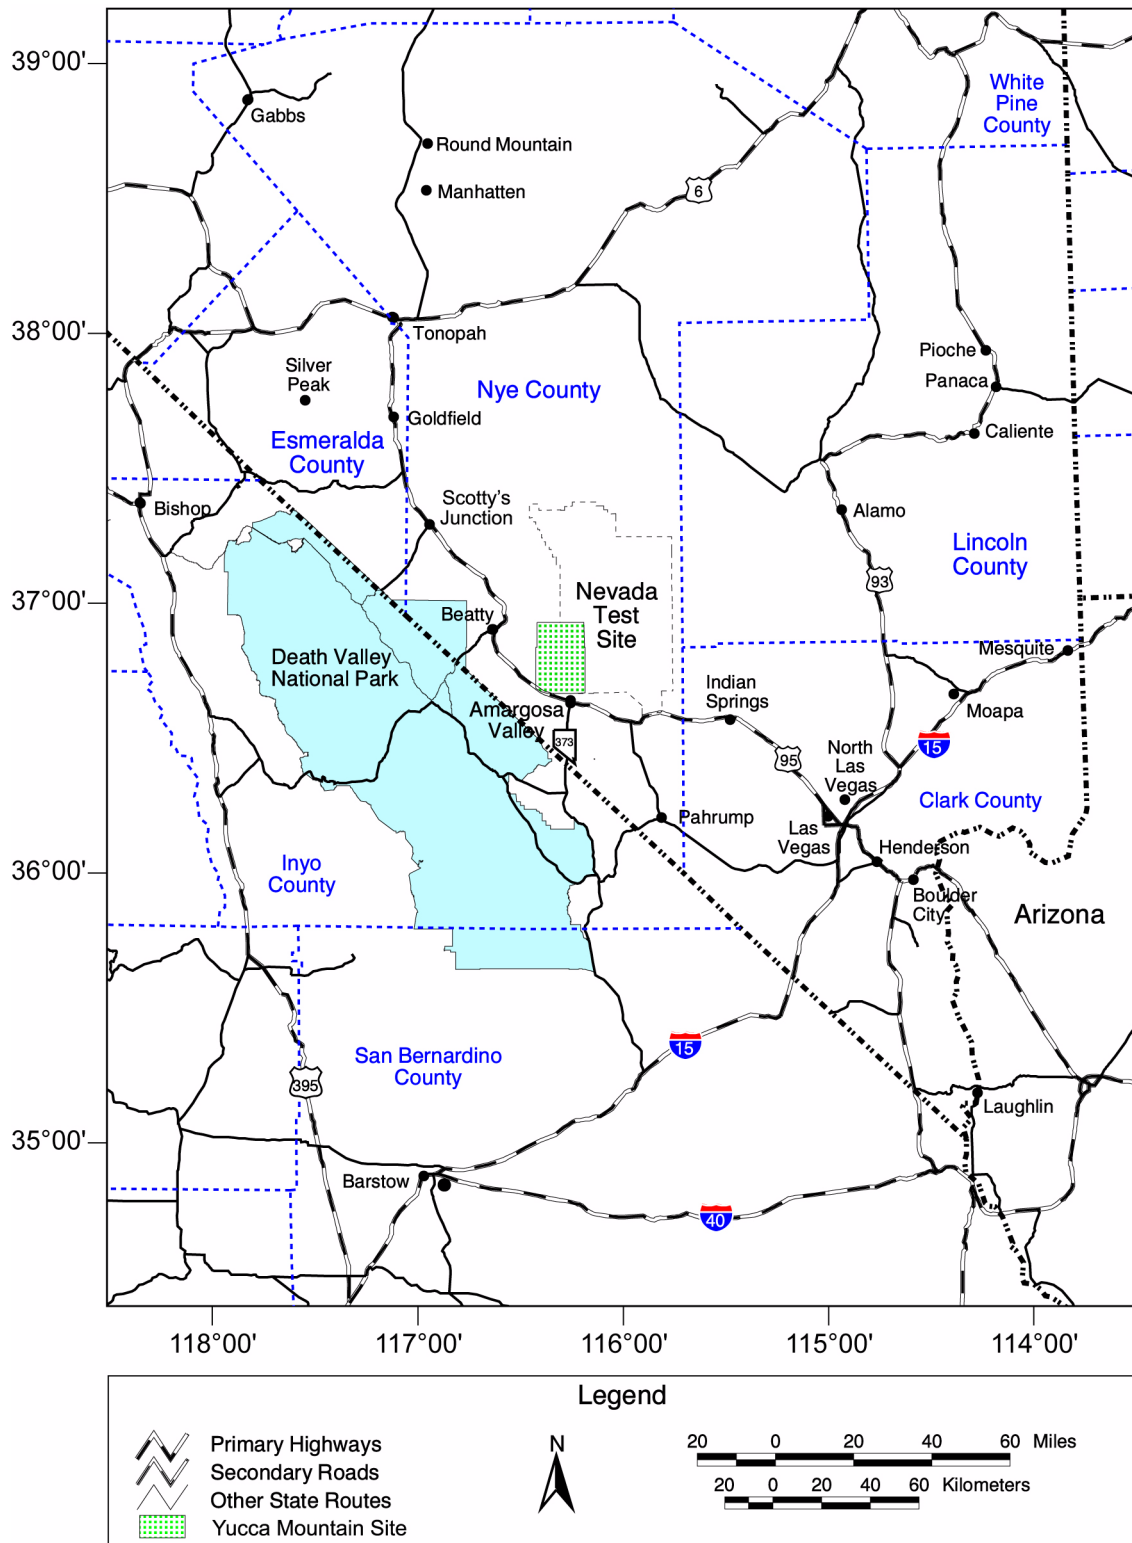 39°00'
White
Pine
County
Gabbs
Round Mountain
Manhatten
6
38°00'
Tonopah
Silver
Peak
Pioche
Panaca
Nye County
Goldfield
Esmeralda
County
Caliente
Scotty's
Junction
Bishop
Alamo
Lincoln
County
93
37°00'
Nevada
Test
Site
Beatty
Mesquite
Death Valley
National Park
Indian
Springs
Amargosa
Valley
Moapa
373
15
95
North
Las
Vegas
Clark County
Pahrump
Las
Vegas
Henderson
36°00'
Inyo
County
Boulder
City
Arizona
15
San Bernardino
County
395
Laughlin
35°00'
Barstow
40
118°00'
117°00'
116°00'
115°00'
114°00'
Legend
Primary Highways
Secondary Roads
Other State Routes
Yucca Mountain Site
N
20 0 20 40 60 Miles
20 0 20 40 60 Kilometers